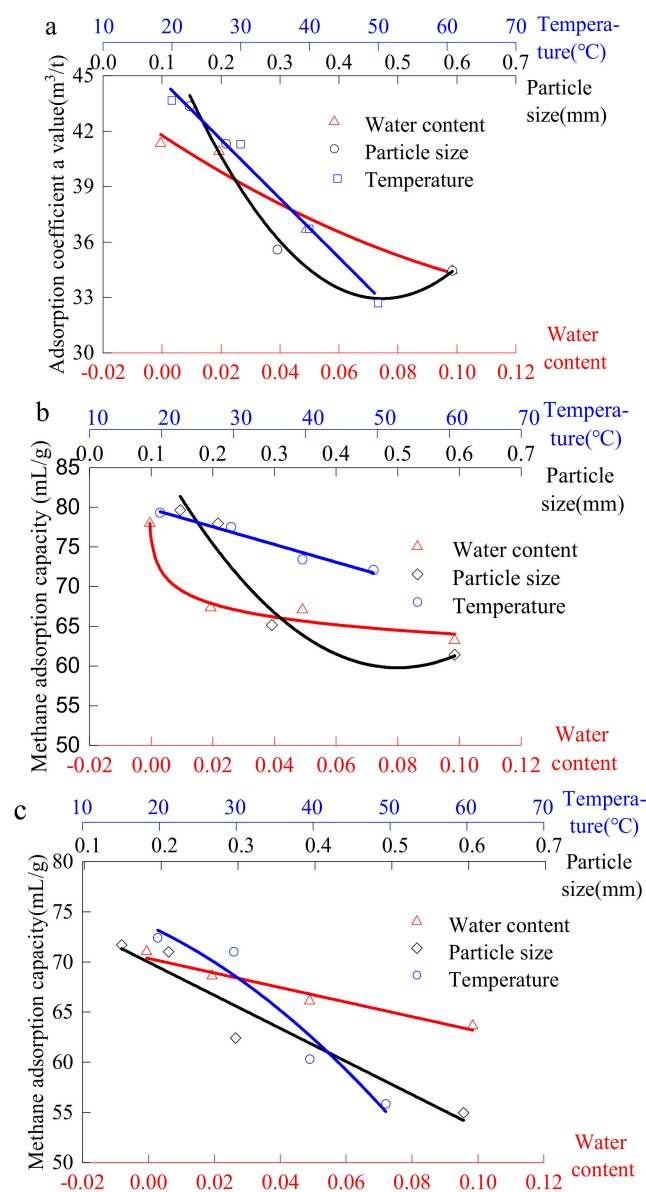 a
10 20 30 40 50 60 70
Tempera-
ture(℃)
0.0 0.1 0.2 0.3 0.4 0.5 0.6 0.7
Particle
size(mm)
Adsorption coefficient a value(m³/t)
45
42
39
36
33
30
Water content
Particle size
Temperature
-0.02 0.00 0.02 0.04 0.06 0.08 0.10 0.12
Water
content
b
10 20 30 40 50 60 70
Tempera-
ture(℃)
0.0 0.1 0.2 0.3 0.4 0.5 0.6 0.7
Particle
size(mm)
Methane adsorption capacity (mL/g)
85
80
75
70
65
60
55
50
Water content
Particle size
Temperature
-0.02 0.00 0.02 0.04 0.06 0.08 0.10 0.12
Water
content
c
10 20 30 40 50 60 70
Tempera-
ture(℃)
0.1 0.2 0.3 0.4 0.5 0.6 0.7
Particle
size(mm)
Methane adsorption capacity(mL/g)
80
75
70
65
60
55
50
Water content
Particle size
Temperature
-0.02 0.00 0.02 0.04 0.06 0.08 0.10 0.12
Water
content